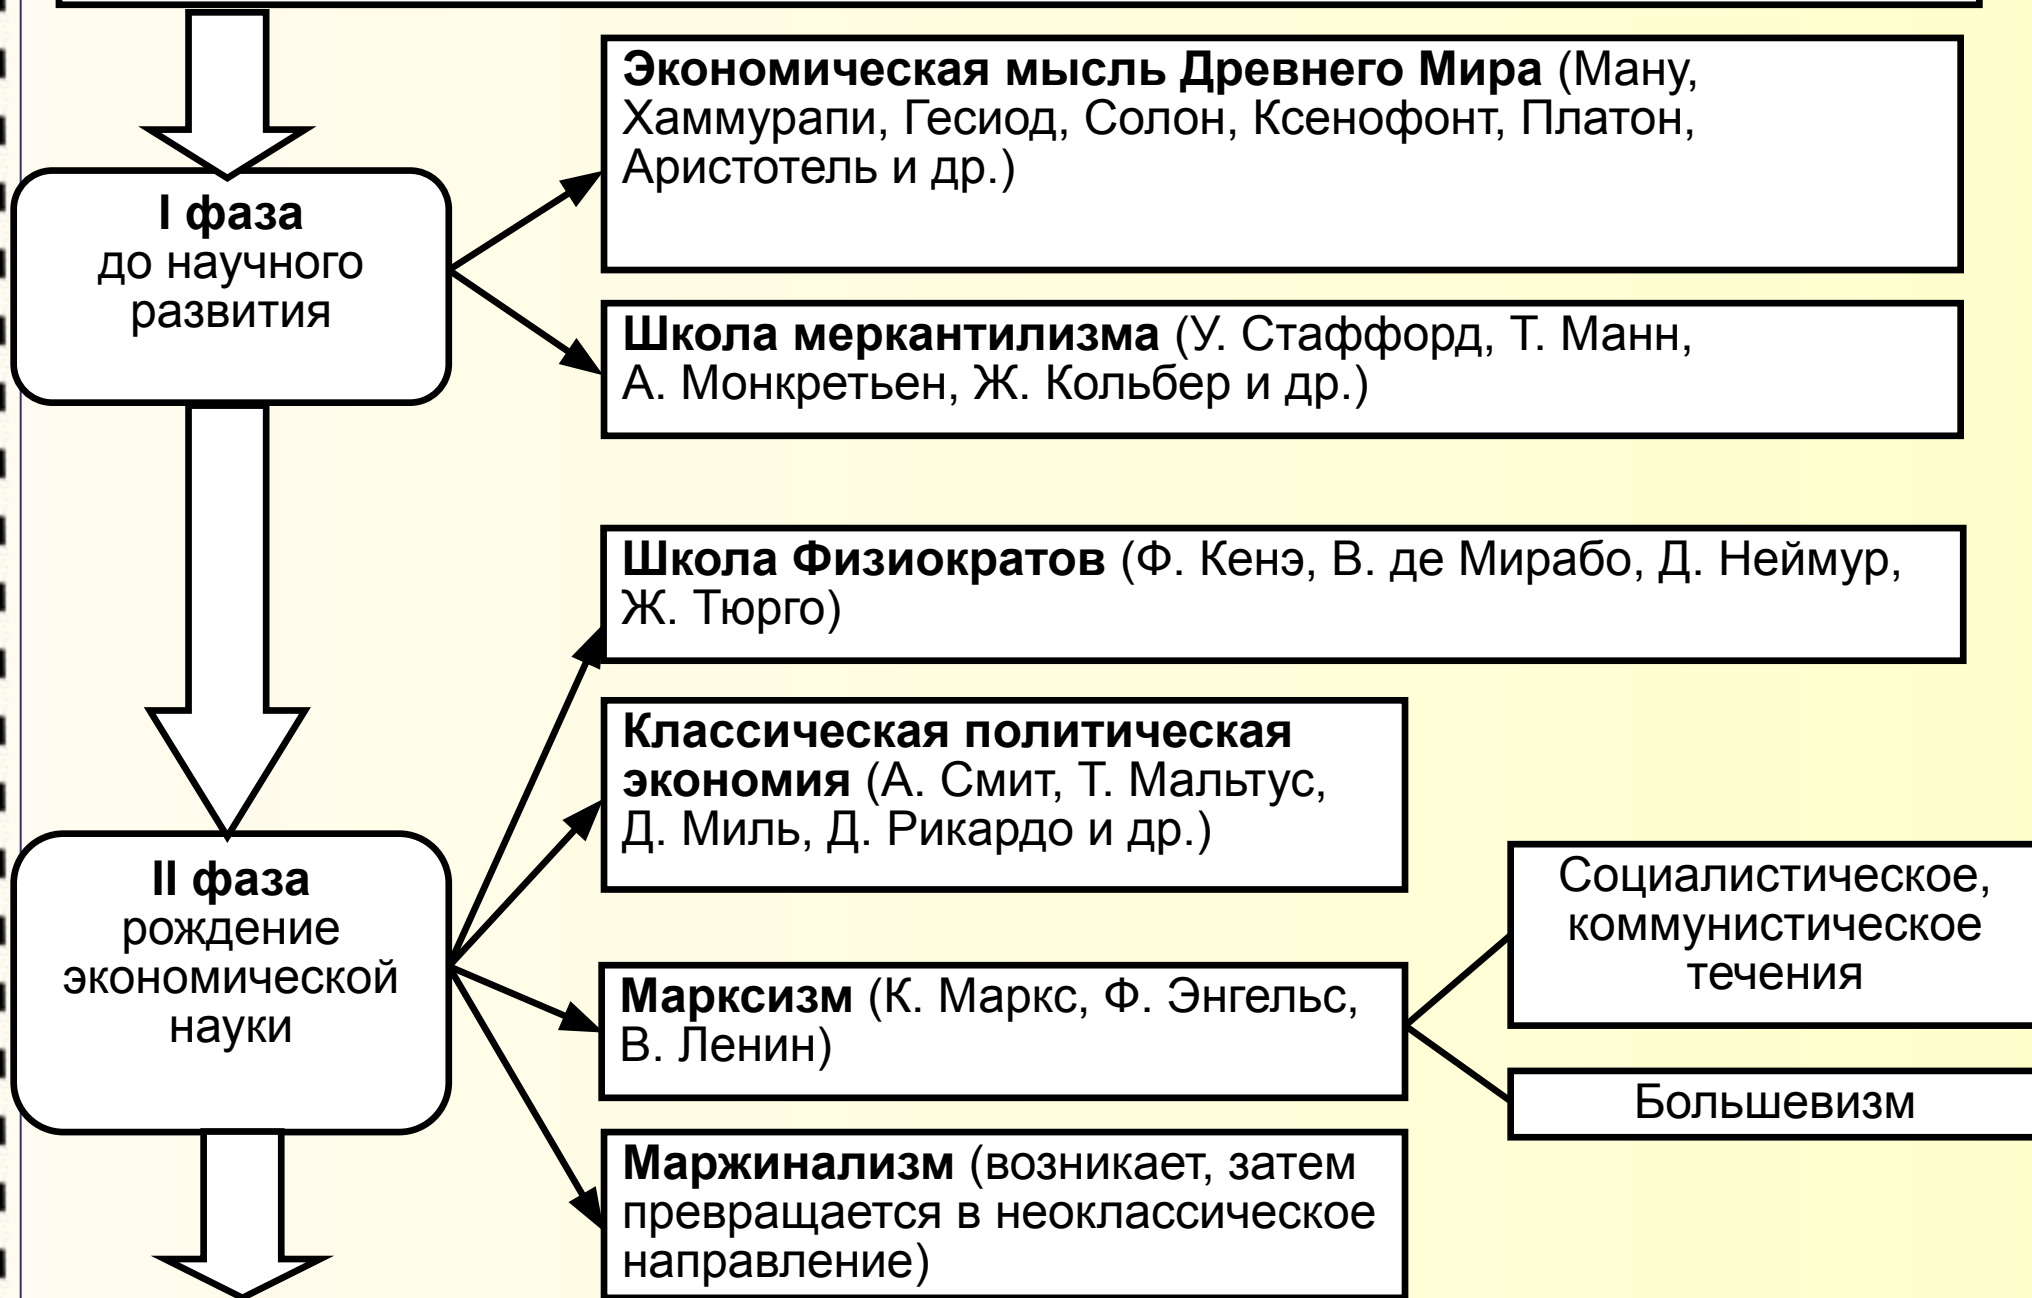 Экономическая мысль Древнего Мира (Ману,
Хаммурапи, Гесиод, Солон, Ксенофонт, Платон,
Аристотель и др.)
I фаза
до научного
развития
Школа меркантилизма (У. Стаффорд, Т. Манн,
А. Монкретьен, Ж. Кольбер и др.)
Школа Физиократов (Ф. Кенэ, В. де Мирабо, Д. Неймур,
Ж. Тюрго)
Классическая политическая
экономия (А. Смит, Т. Мальтус,
Д. Миль, Д. Рикардо и др.)
II фаза
рождение
экономической
науки
Марксизм (К. Маркс, Ф. Энгельс,
В. Ленин)
Социалистическое,
коммунистическое
течения
Большевизм
Маржинализм (возникает, затем
превращается в неоклассическое
направление)